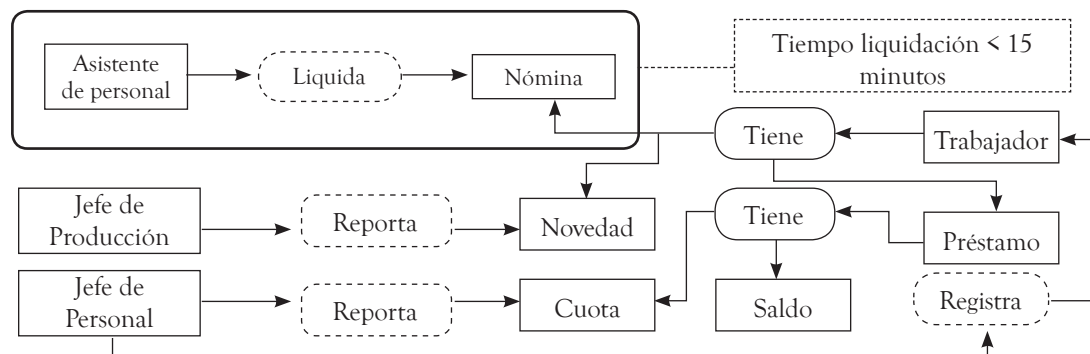 Asistente
de personal
Liquida
Nómina
Tiempo liquidación < 15
minutos
Tiene
Trabajador
Jefe de
Producción
Reporta
Novedad
Tiene
Préstamo
Jefe de
Personal
Reporta
Cuota
Saldo
Registra